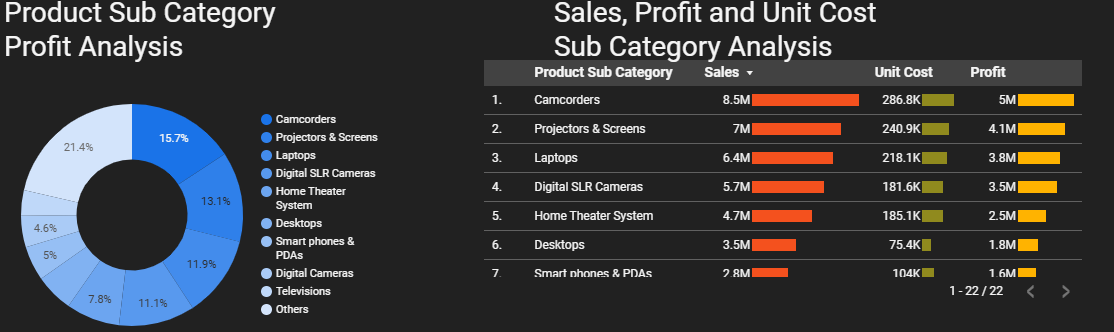 Product Sub Category
Profit Analysis
15.7%
13.1%
11.9%
11.1%
7.8%
5%
4.6%
21.4%
Camcorders
Projectors & Screens
Laptops
Digital SLR Cameras
Home Theater
System
Desktops
Smart phones &
PDAs
Digital Cameras
Televisions
Others
Sales, Profit and Unit Cost
Sub Category Analysis
Product Sub Category Sales Unit Cost Profit
1. Camcorders 8.5M 286.8K 5M
2. Projectors & Screens 7M 240.9K 4.1M
3. Laptops 6.4M 218.1K 3.8M
4. Digital SLR Cameras 5.7M 181.6K 3.5M
5. Home Theater System 4.7M 185.1K 2.5M
6. Desktops 3.5M 75.4K 1.8M
7. Smart phones & PDAs 2.8M 104K 1.6M
1 - 22 / 22